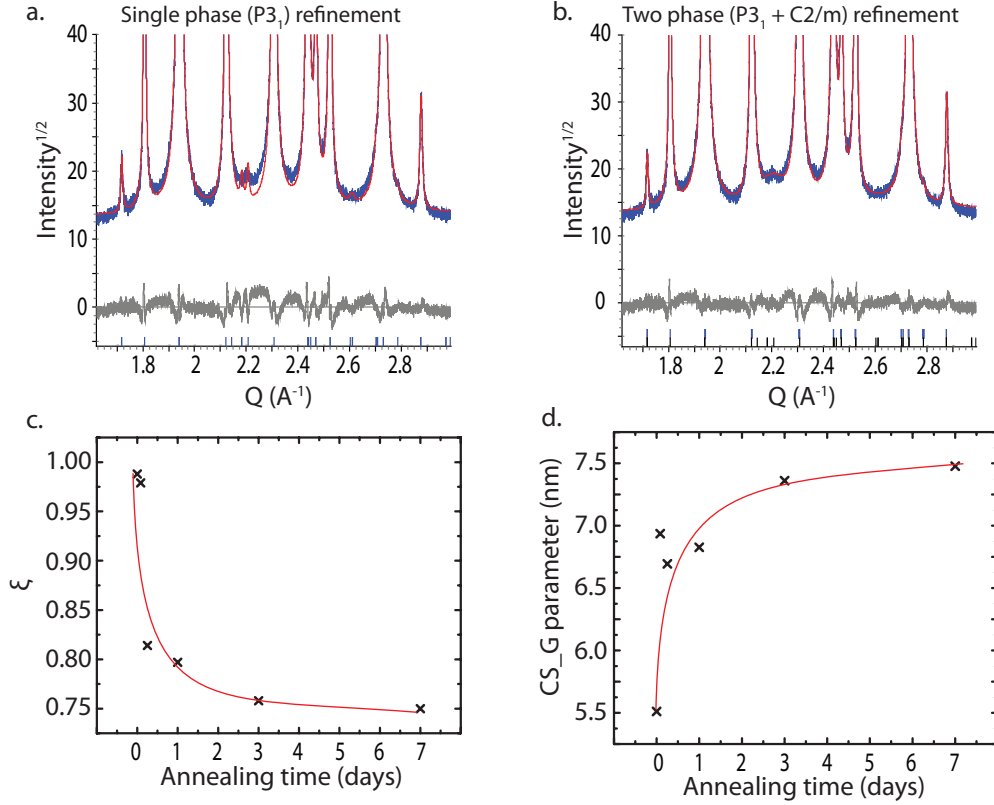 a.
Single phase (P3₁) refinement
40
30
20
10
0
Intensity^1/2
1.8 2 2.2 2.4 2.6 2.8
Q (A⁻¹)
b.
Two phase (P3₁ + C2/m) refinement
40
30
20
10
0
Intensity^1/2
1.8 2 2.2 2.4 2.6 2.8
Q (A⁻¹)
c.
1.00
0.95
0.90
0.85
0.80
0.75
ξ
0 1 2 3 4 5 6 7
Annealing time (days)
d.
7.5
7.0
6.5
6.0
5.5
CS_G parameter (nm)
0 1 2 3 4 5 6 7
Annealing time (days)